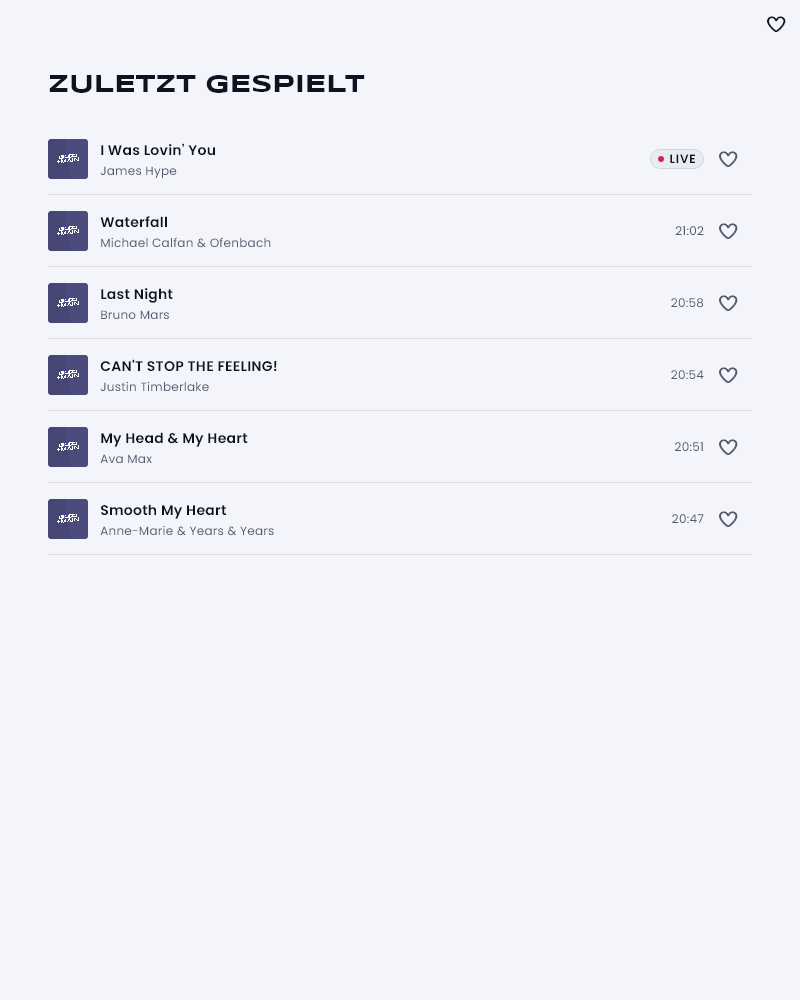 ZULETZT GESPIELT
I Was Lovin' You
James Hype
LIVE
Waterfall
Michael Calfan & Ofenbach
21:02
Last Night
Bruno Mars
20:58
CAN'T STOP THE FEELING!
Justin Timberlake
20:54
My Head & My Heart
Ava Max
20:51
Smooth My Heart
Anne-Marie & Years & Years
20:47